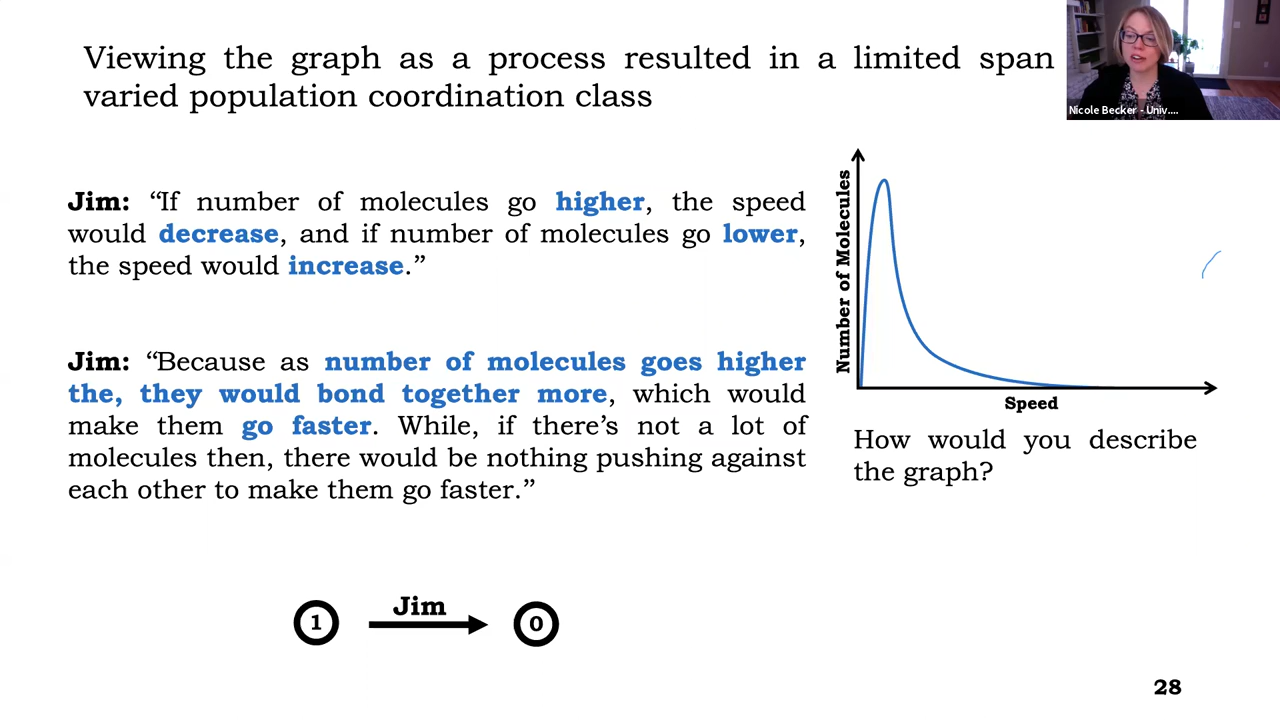 Viewing the graph as a process resulted in a limited span
varied population coordination class
Nicole Becker - Univ....
Jim: “If number of molecules go higher, the speed
would decrease, and if number of molecules go lower,
the speed would increase.”
Jim: “Because as number of molecules goes higher
the, they would bond together more, which would
make them go faster. While, if there’s not a lot of
molecules then, there would be nothing pushing against
each other to make them go faster.”
Number of Molecules
Speed
How would you describe
the graph?
1
Jim
0
28